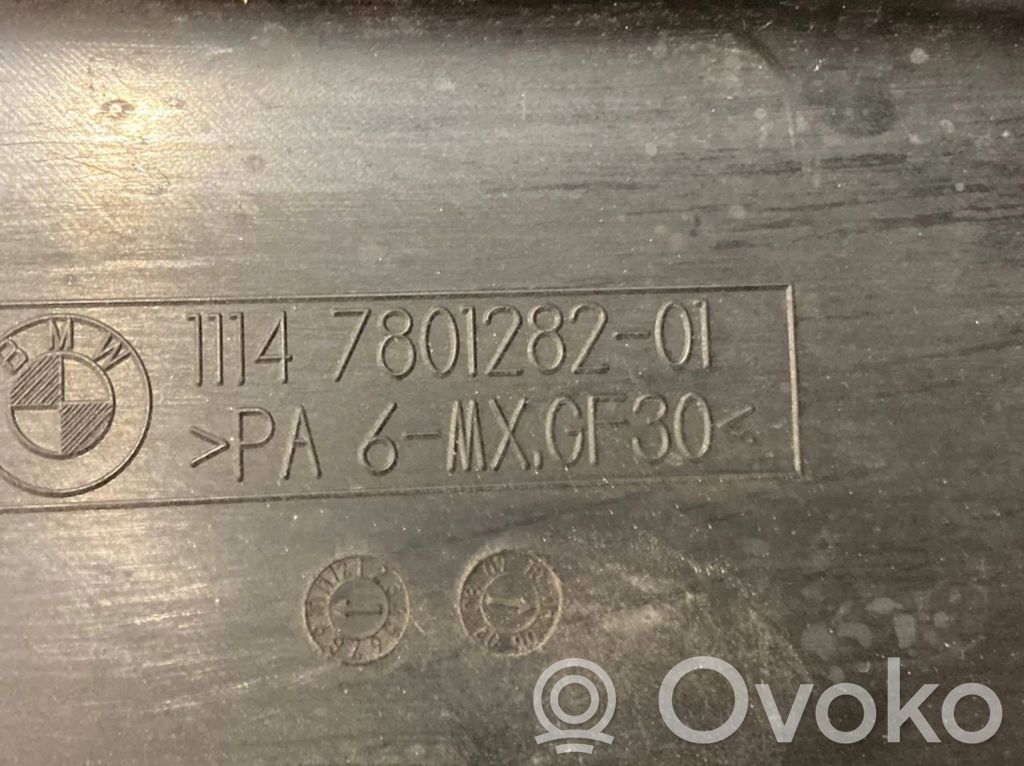 BMW
1114 7801282-01
>PA 6-MX.GF30<
Ovoko